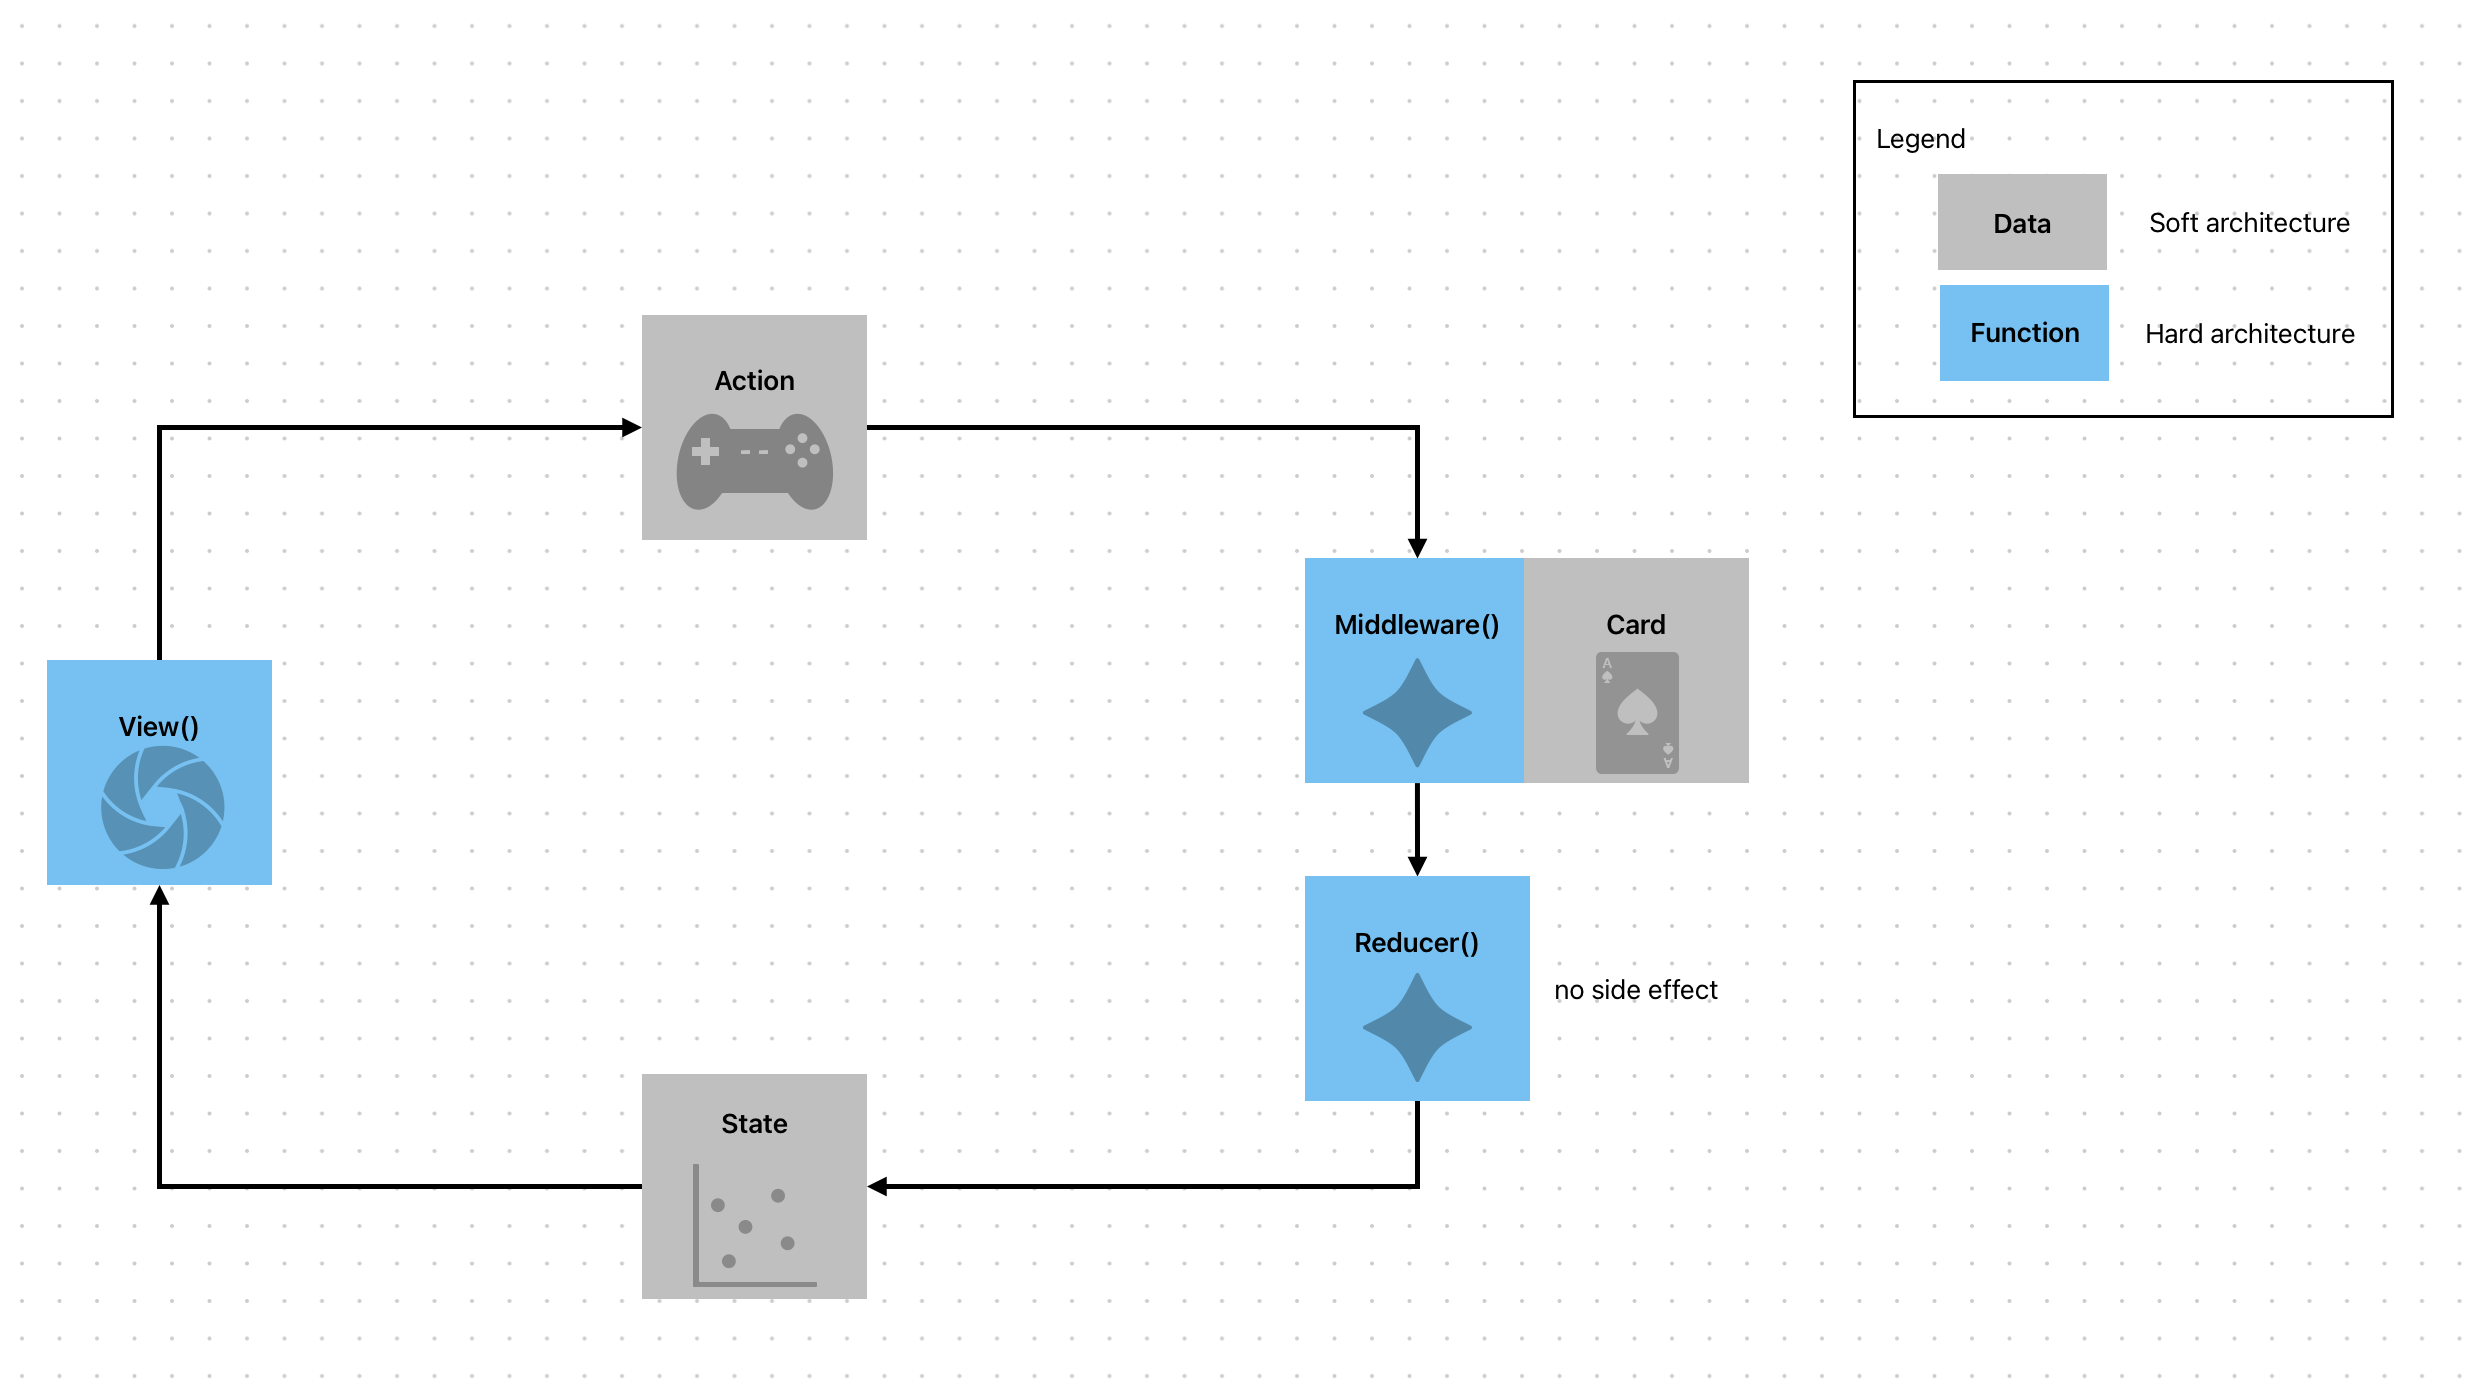 Legend
Data
Soft architecture
Function
Hard architecture
Action
Middleware()
Card
A
A
View()
Reducer()
no side effect
State